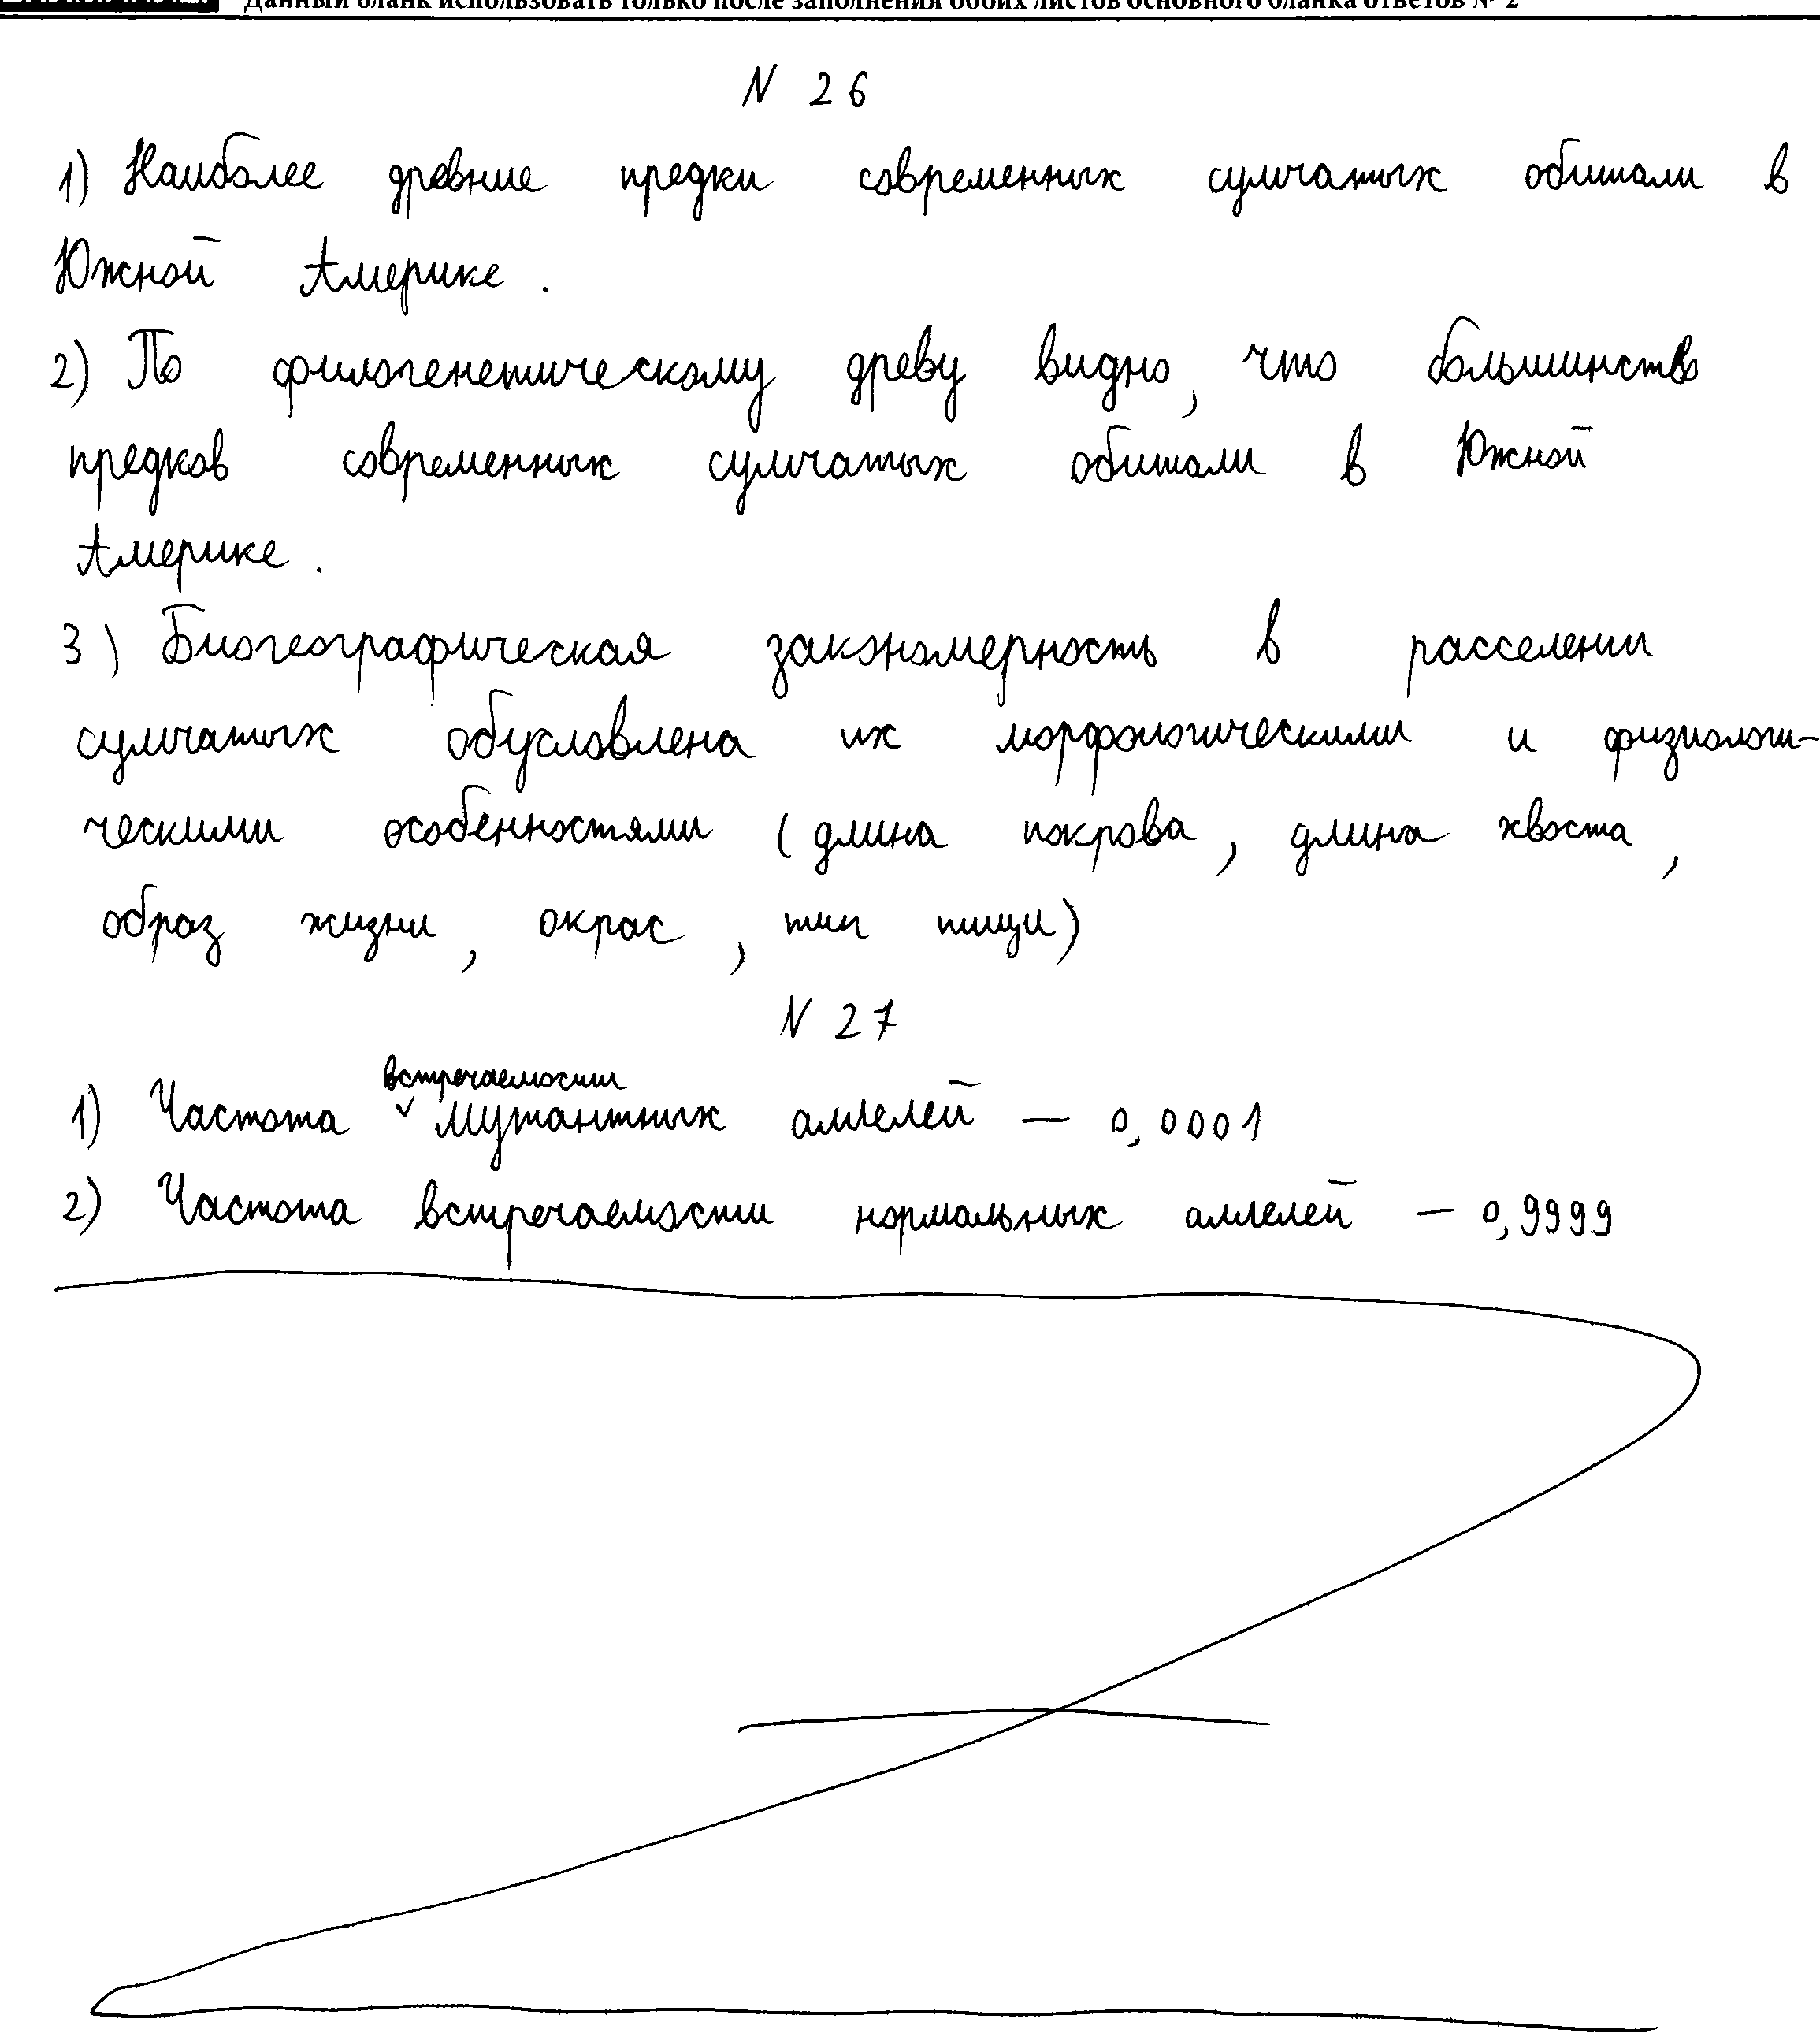 Данный бланк использовать только после заполнения обоих листов основного бланка ответов № 2
N 26
1) Наиболее древние предки современных сумчатых обитали в
Южной Америке.
2) По филогенетическому древу видно, что большинство
предков современных сумчатых обитали в Южной
Америке.
3) Биогеографическая закономерность в расселении
сумчатых обусловлена их морфологическими и физиологи-
ческими особенностями (длина покрова, длина хвоста,
образ жизни, окрас, тип пищи)
N 27
встречаемости
1) Частота ✓ мутантных аллелей — 0,0001
2) Частота встречаемости нормальных аллелей — 0,9999